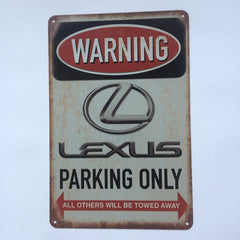 WARNING
LEXUS
PARKING ONLY
ALL OTHERS WILL BE TOWED AWAY